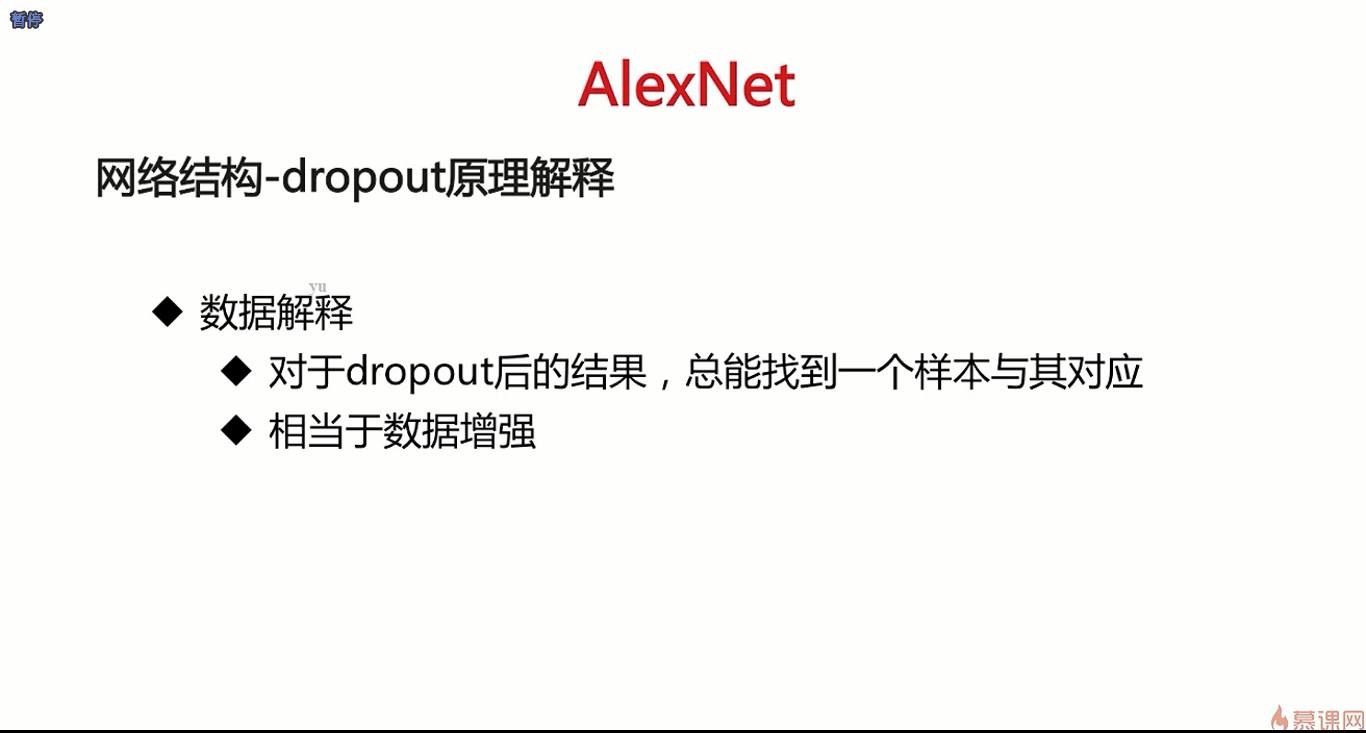 暂停
AlexNet
网络结构-dropout原理解释
yu
◆ 数据解释
◆ 对于dropout后的结果，总能找到一个样本与其对应
◆ 相当于数据增强
慕课网